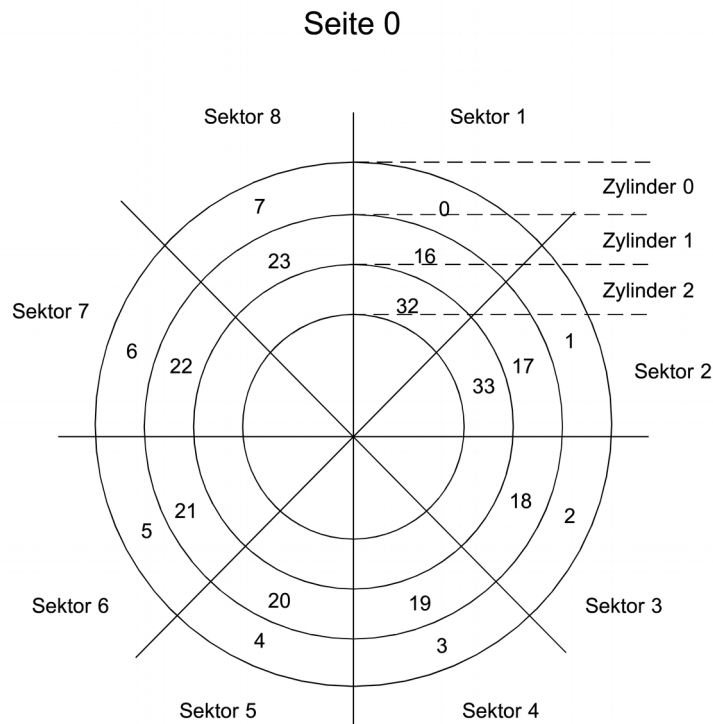 Seite 0
Sektor 8
Sektor 1
Zylinder 0
7
0
Zylinder 1
23
16
Zylinder 2
32
Sektor 7
6
22
33
17
1
Sektor 2
21
5
18
2
20
19
Sektor 6
4
3
Sektor 3
Sektor 5
Sektor 4